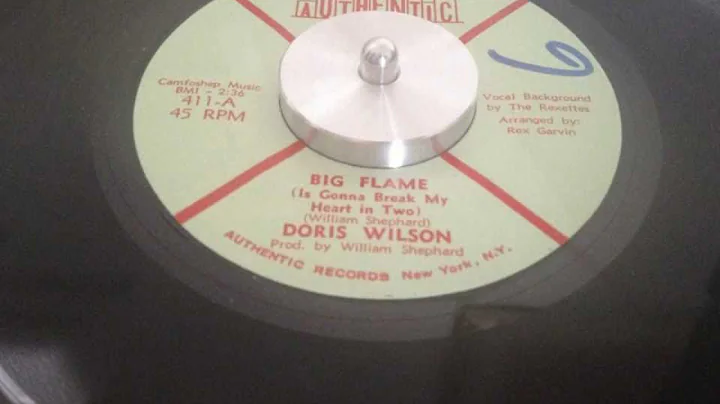 AUTHENTIC
Camfoshep Music
BMI - 2:36
411-A
45 RPM
Vocal Background
by The Rexettes
Arranged by:
Rex Garvin
BIG FLAME
(Is Gonna Break My
Heart in Two)
(William Shephard)
DORIS WILSON
Prod. by William Shephard
AUTHENTIC RECORDS New York, N.Y.